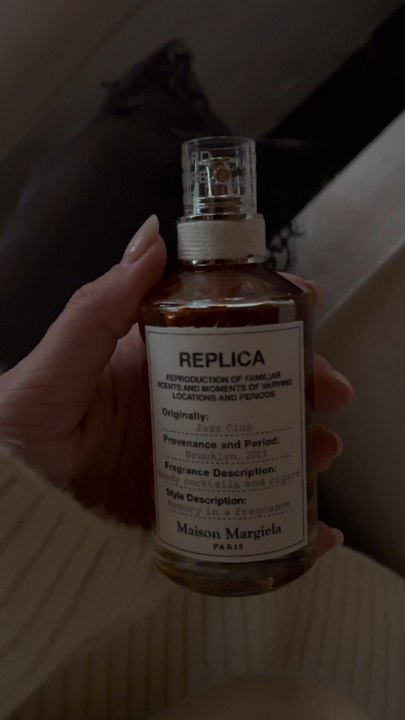 REPLICA
REPRODUCTION OF FAMILIAR
SCENTS AND MOMENTS OF VARYING
LOCATIONS AND PERIODS
Originally:
Jazz Club
Provenance and Period:
Brooklyn, 2013
Fragrance Description:
Heady cocktails and cigars
Style Description:
Memory in a fragrance
Maison Margiela
PARIS